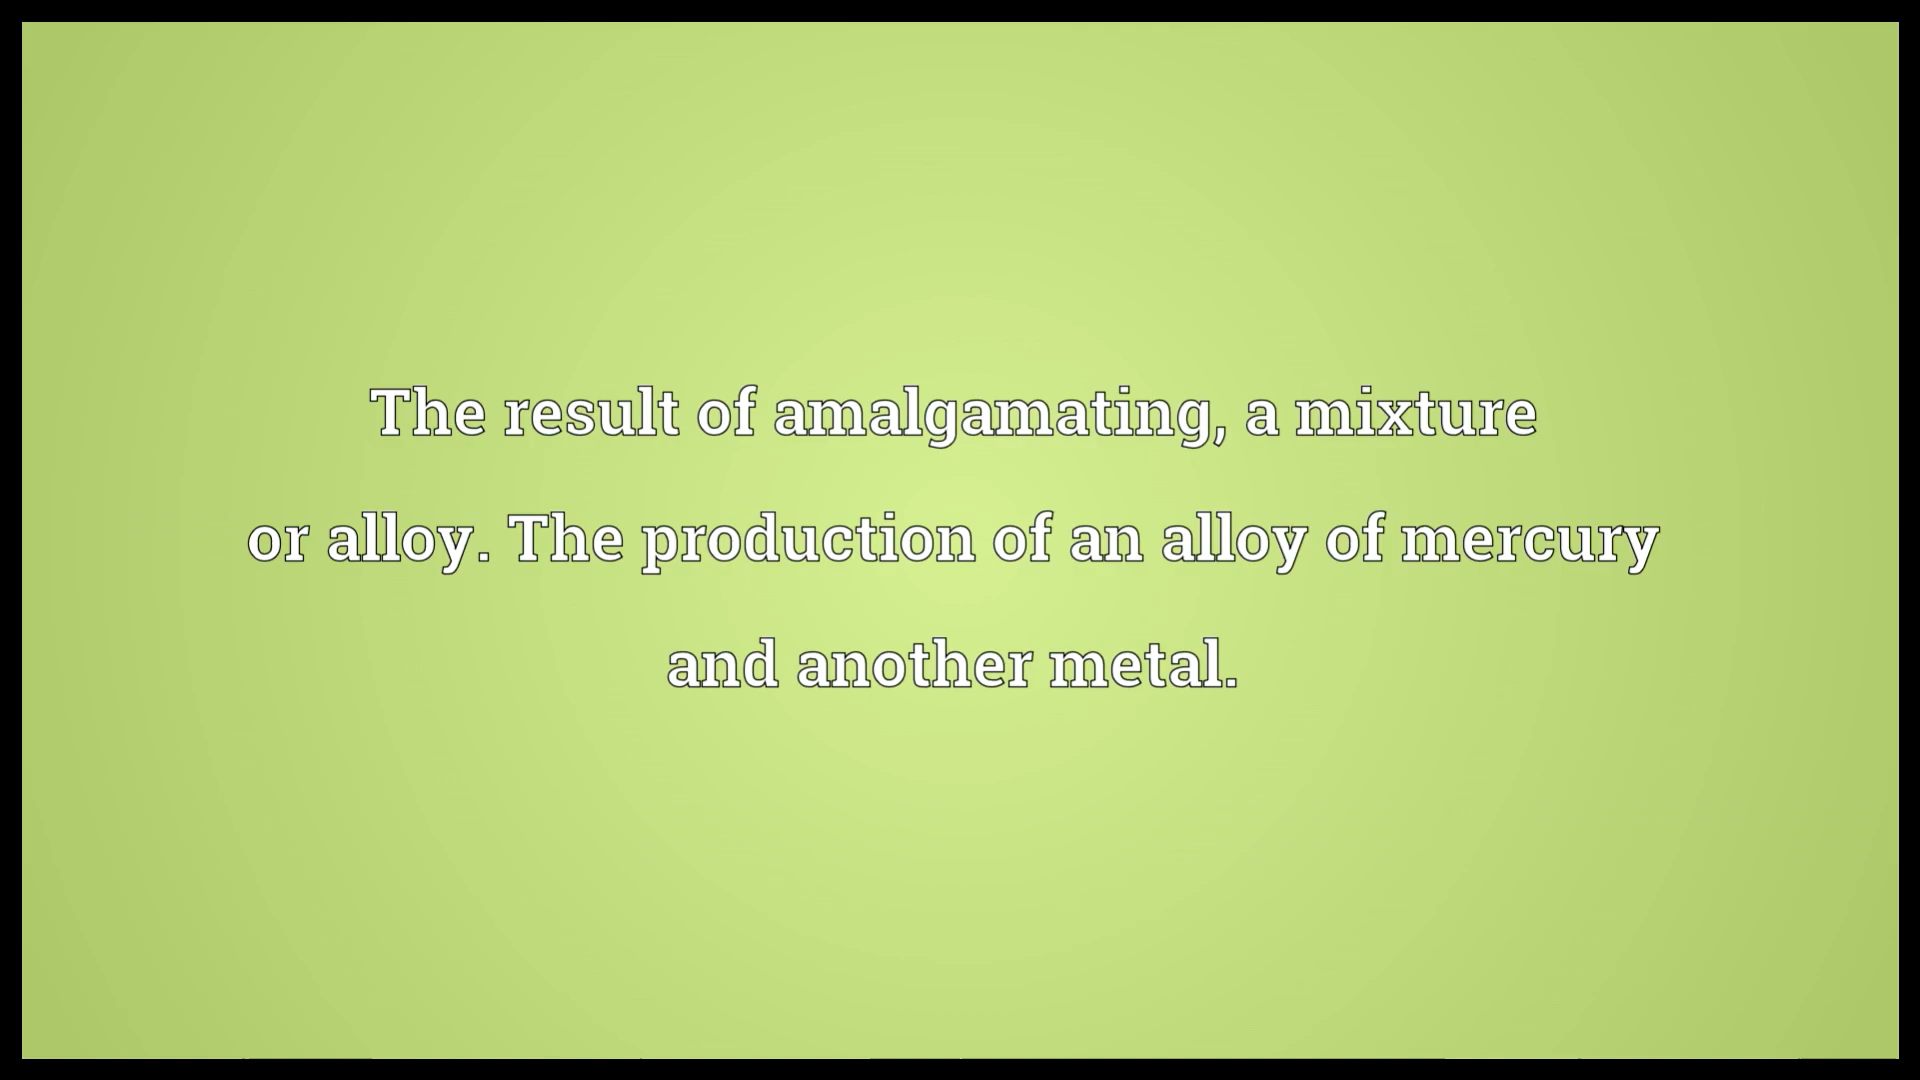 The result of amalgamating, a mixture
or alloy. The production of an alloy of mercury
and another metal.